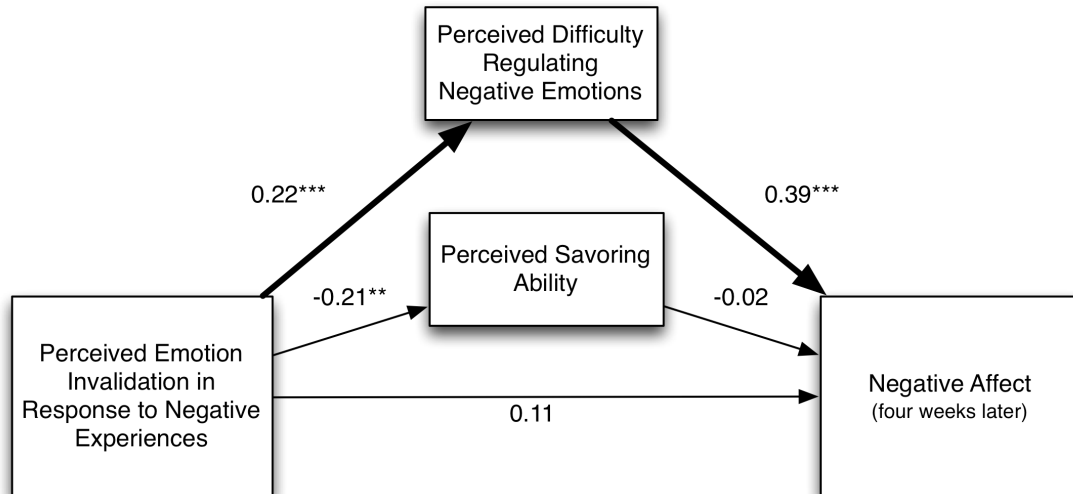 Perceived Difficulty
Regulating
Negative Emotions
0.22***
0.39***
Perceived Savoring
Ability
-0.21**
-0.02
Perceived Emotion
Invalidation in
Response to Negative
Experiences
0.11
Negative Affect
(four weeks later)